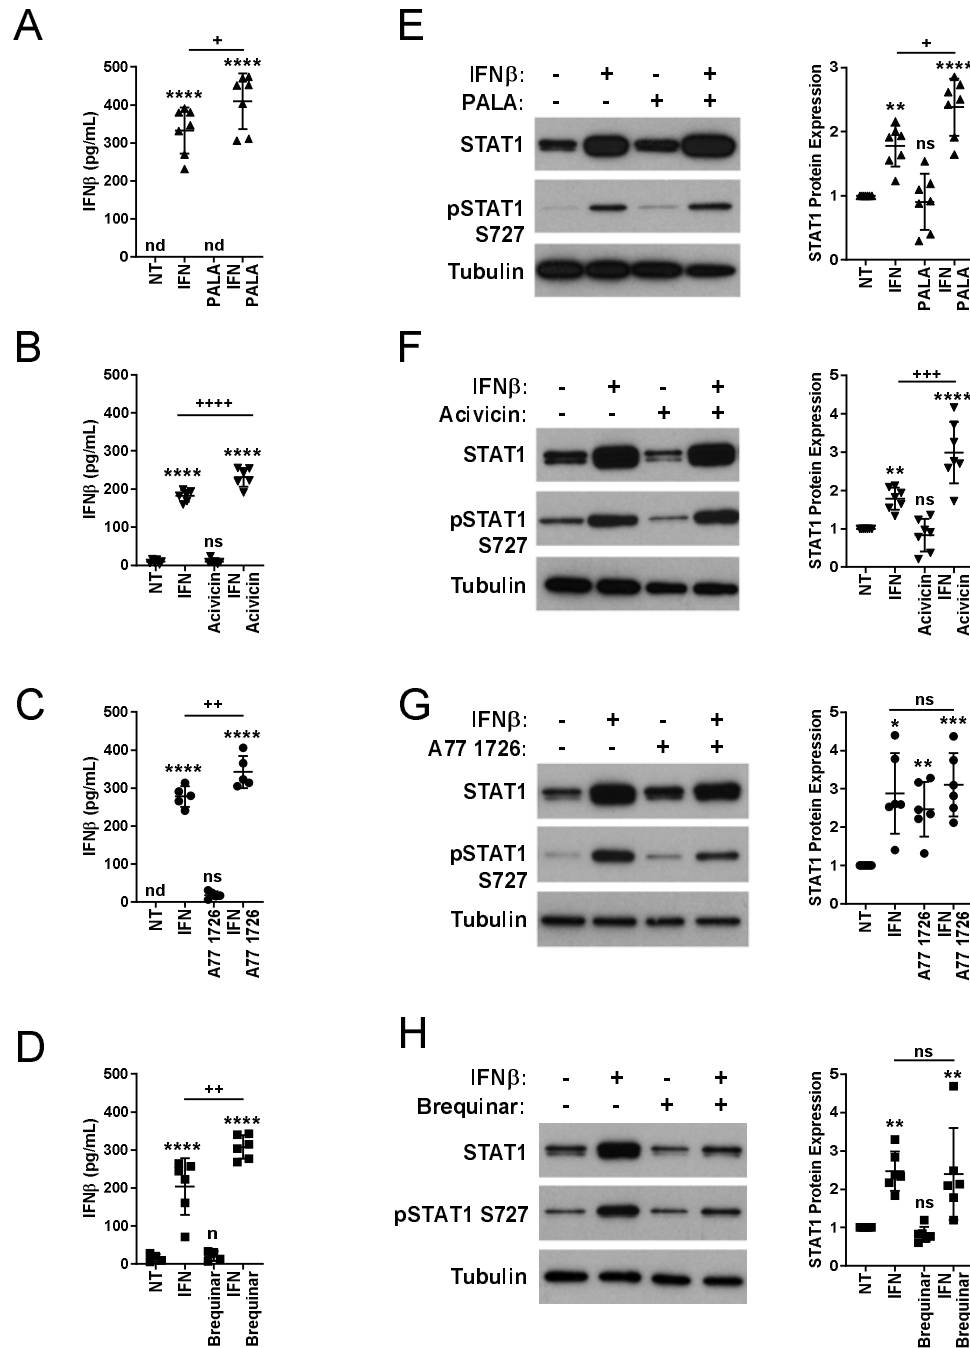 A
+
****
****
500
400
300
200
100
0
IFNβ (pg/mL)
nd
nd
NT
IFN
PALA
IFN
PALA
E
IFNβ: - + - +
PALA: - - + +
STAT1
pSTAT1
S727
Tubulin
+
****
**
ns
3
2
1
0
STAT1 Protein Expression
NT
IFN
PALA
IFN
PALA
B
++++
****
****
500
400
300
200
100
0
IFNβ (pg/mL)
ns
NT
IFN
Acivicin
IFN
Acivicin
F
IFNβ: - + - +
Acivicin: - - + +
STAT1
pSTAT1
S727
Tubulin
+++
****
**
ns
5
4
3
2
1
0
STAT1 Protein Expression
NT
IFN
Acivicin
IFN
Acivicin
C
++
****
****
500
400
300
200
100
0
IFNβ (pg/mL)
nd
ns
NT
IFN
A77 1726
IFN
A77 1726
G
IFNβ: - + - +
A77 1726: - - + +
STAT1
pSTAT1
S727
Tubulin
ns
*
**
***
5
4
3
2
1
0
STAT1 Protein Expression
NT
IFN
A77 1726
IFN
A77 1726
D
++
****
****
500
400
300
200
100
0
IFNβ (pg/mL)
n
NT
IFN
Brequinar
IFN
Brequinar
H
IFNβ: - + - +
Brequinar: - - + +
STAT1
pSTAT1 S727
Tubulin
ns
**
**
ns
5
4
3
2
1
0
STAT1 Protein Expression
NT
IFN
Brequinar
IFN
Brequinar